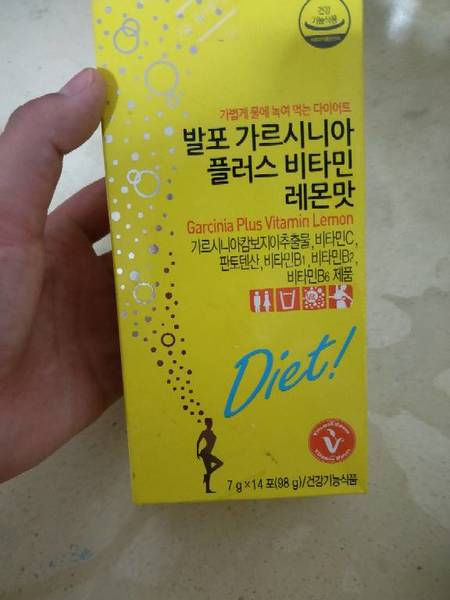 건강
기능식품
가볍게 물에 녹여 먹는 다이어트
발포 가르시니아
플러스 비타민
레몬맛
Garcinia Plus Vitamin Lemon
가르시니아캄보지아추출물, 비타민C,
판토텐산, 비타민B1, 비타민B2,
비타민B6 제품
Diet!
7 g×14 포(98 g)/건강기능식품